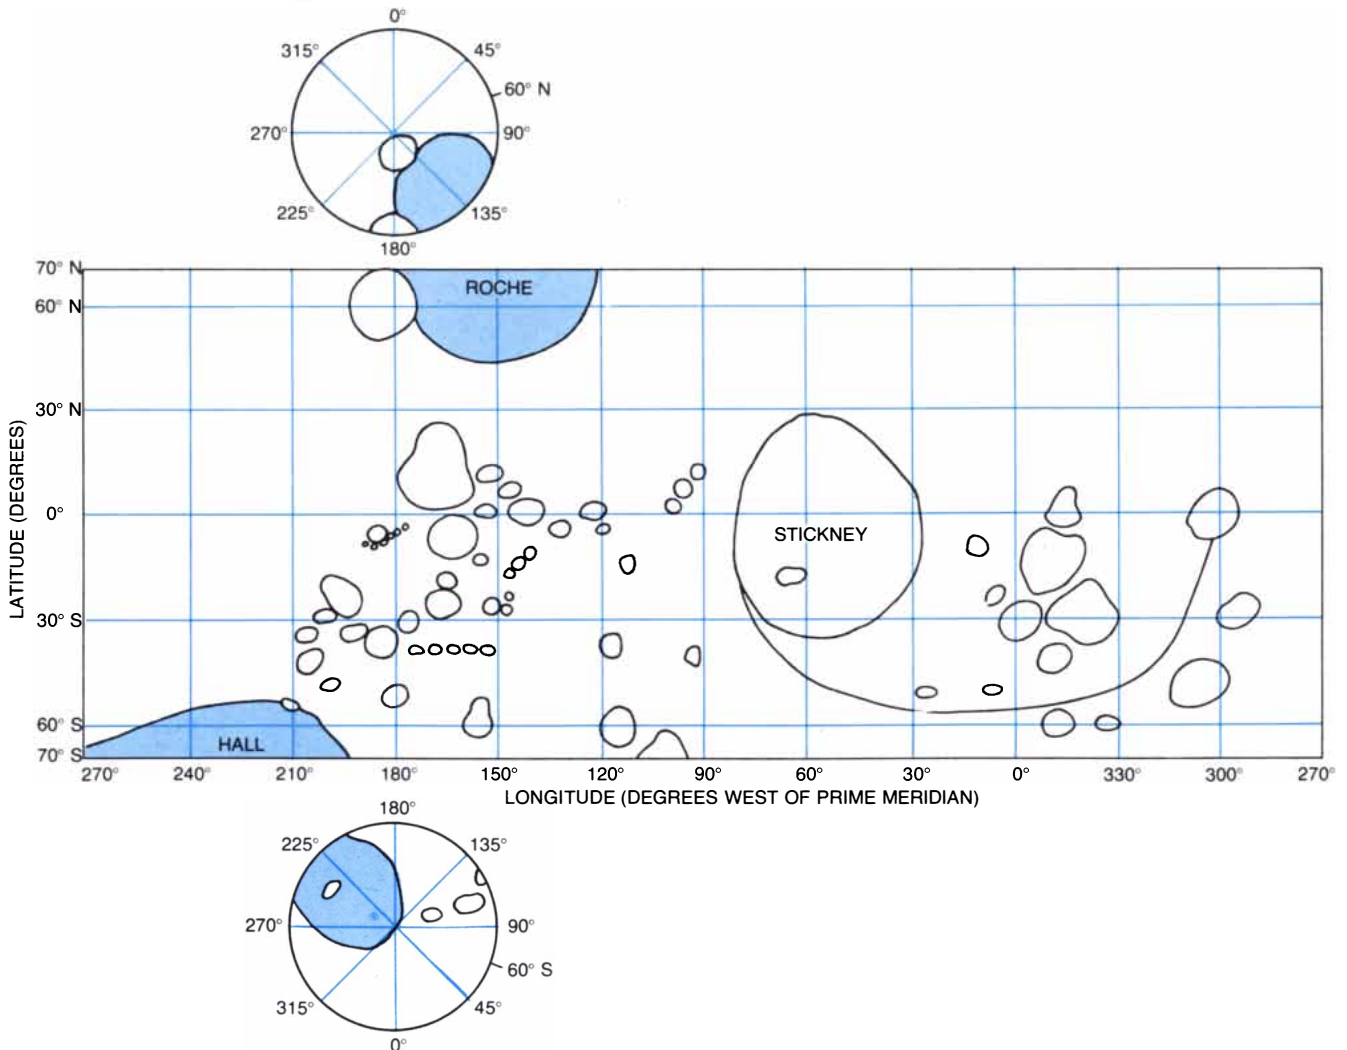 0°
315° 45°
60° N
270° 90°
225° 135°
180°
70° N
60° N
30° N
0°
30° S
60° S
70° S
LATITUDE (DEGREES)
ROCHE
STICKNEY
HALL
270° 240° 210° 180° 150° 120° 90° 60° 30° 0° 330° 300° 270°
LONGITUDE (DEGREES WEST OF PRIME MERIDIAN)
180°
225° 135°
270° 90°
60° S
315° 45°
0°